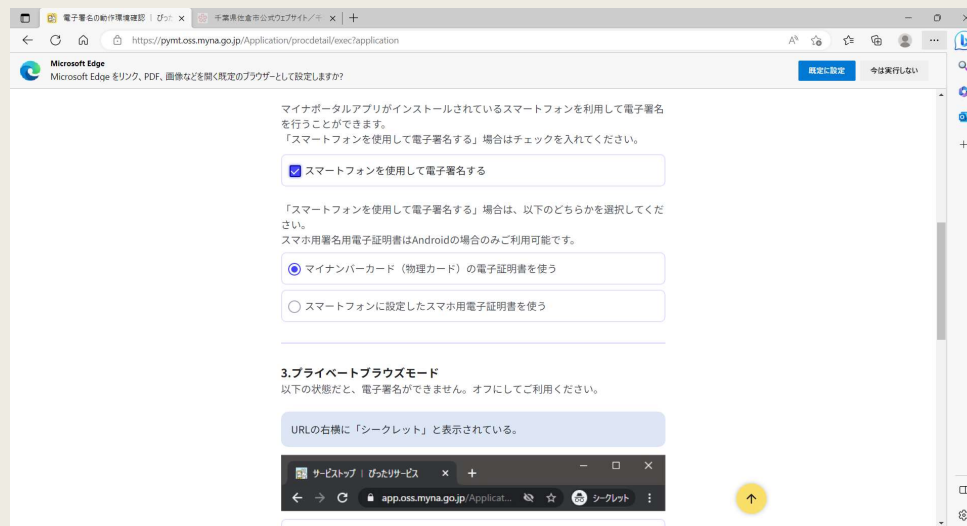 電子署名の動作環境確認 | ぴった
千葉県佐倉市公式ウェブサイト/チ
https://pymt.oss.myna.go.jp/Application/procdetail/exec?application
Microsoft Edge
Microsoft Edge をリンク、PDF、画像などを開く既定のブラウザーとして設定しますか?
既定に設定
今は実行しない
マイナポータルアプリがインストールされているスマートフォンを利用して電子署名
を行うことができます。
「スマートフォンを使用して電子署名する」場合はチェックを入れてください。
スマートフォンを使用して電子署名する
「スマートフォンを使用して電子署名する」場合は、以下のどちらかを選択してくだ
さい。
スマホ用署名用電子証明書はAndroidの場合のみご利用可能です。
マイナンバーカード（物理カード）の電子証明書を使う
スマートフォンに設定したスマホ用電子証明書を使う
3.プライベートブラウズモード
以下の状態だと、電子署名ができません。オフにしてご利用ください。
URLの右横に「シークレット」と表示されている。
サービストップ | ぴったりサービス
app.oss.myna.go.jp/Applicat...
シークレット